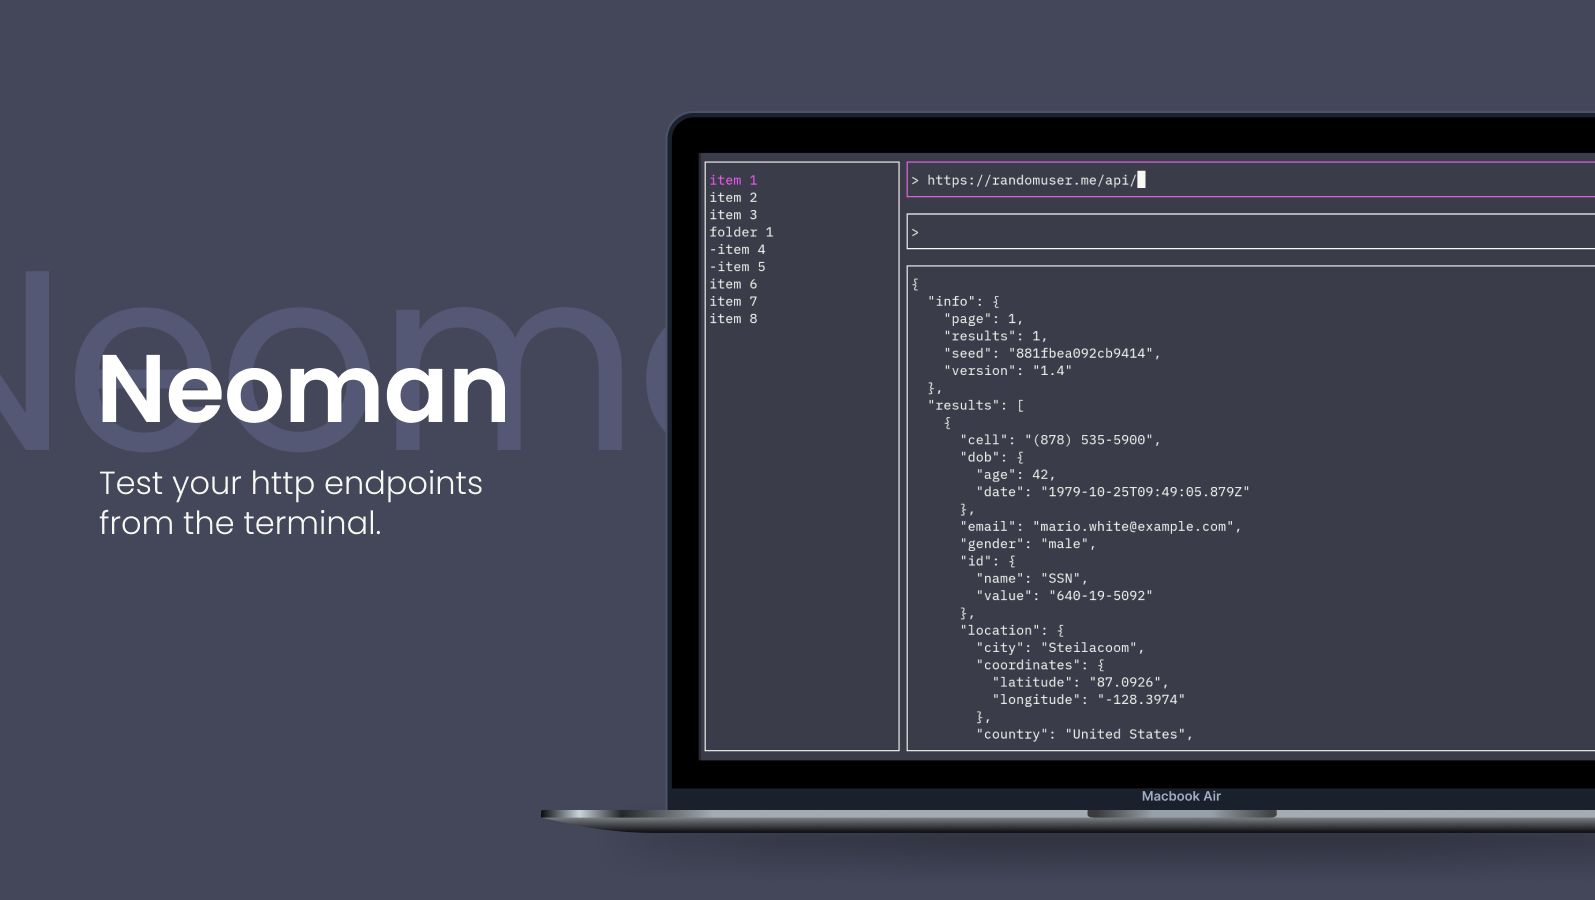 Neoman
Neoman
Test your http endpoints
from the terminal.
item 1
item 2
item 3
folder 1
-item 4
-item 5
item 6
item 7
item 8
> https://randomuser.me/api/
>
{
  "info": {
    "page": 1,
    "results": 1,
    "seed": "881fbea092cb9414",
    "version": "1.4"
  },
  "results": [
    {
      "cell": "(878) 535-5900",
      "dob": {
        "age": 42,
        "date": "1979-10-25T09:49:05.879Z"
      },
      "email": "mario.white@example.com",
      "gender": "male",
      "id": {
        "name": "SSN",
        "value": "640-19-5092"
      },
      "location": {
        "city": "Steilacoom",
        "coordinates": {
          "latitude": "87.0926",
          "longitude": "-128.3974"
        },
        "country": "United States",
Macbook Air